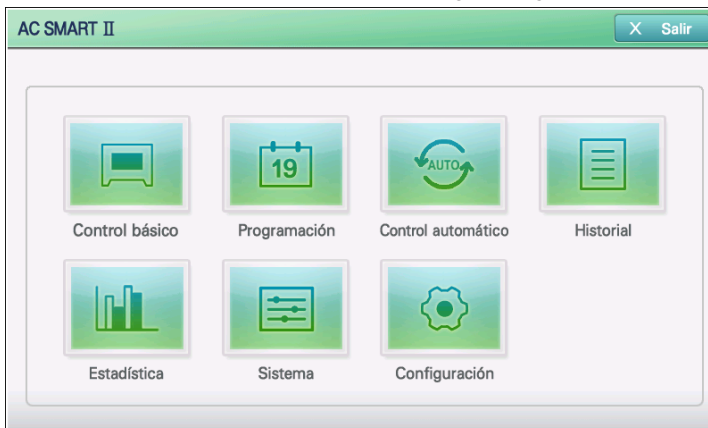 AC SMART II
X Salir
19
AUTO
Control básico
Programación
Control automático
Historial
Estadística
Sistema
Configuración